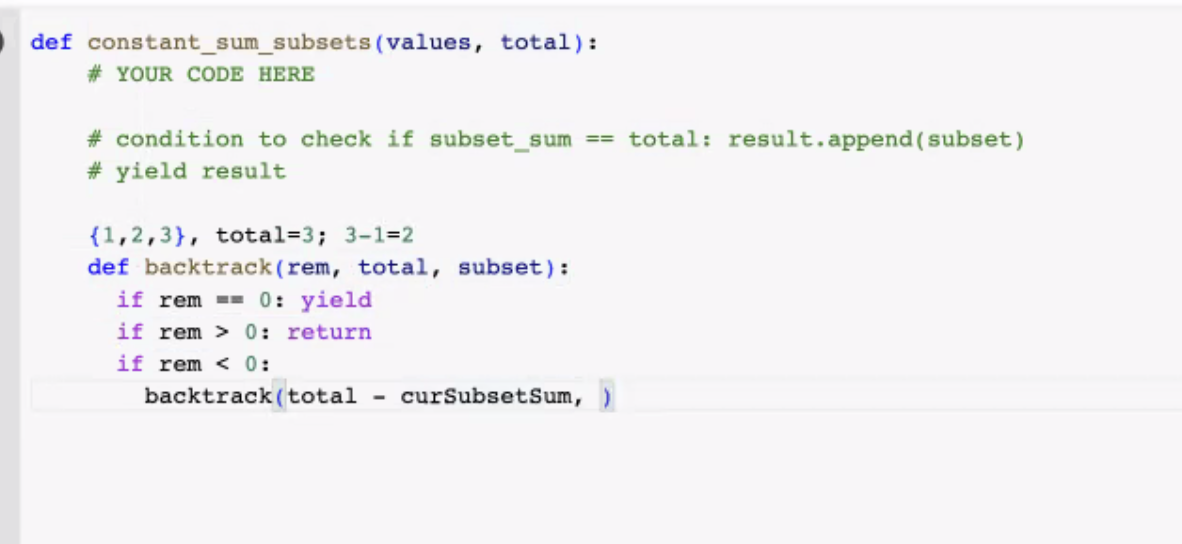 def constant_sum_subsets(values, total):
# YOUR CODE HERE
# condition to check if subset_sum == total: result.append(subset)
# yield result
{1,2,3}, total=3; 3-1=2
def backtrack(rem, total, subset):
if rem == 0: yield
if rem > 0: return
if rem < 0:
backtrack(total - curSubsetSum, )